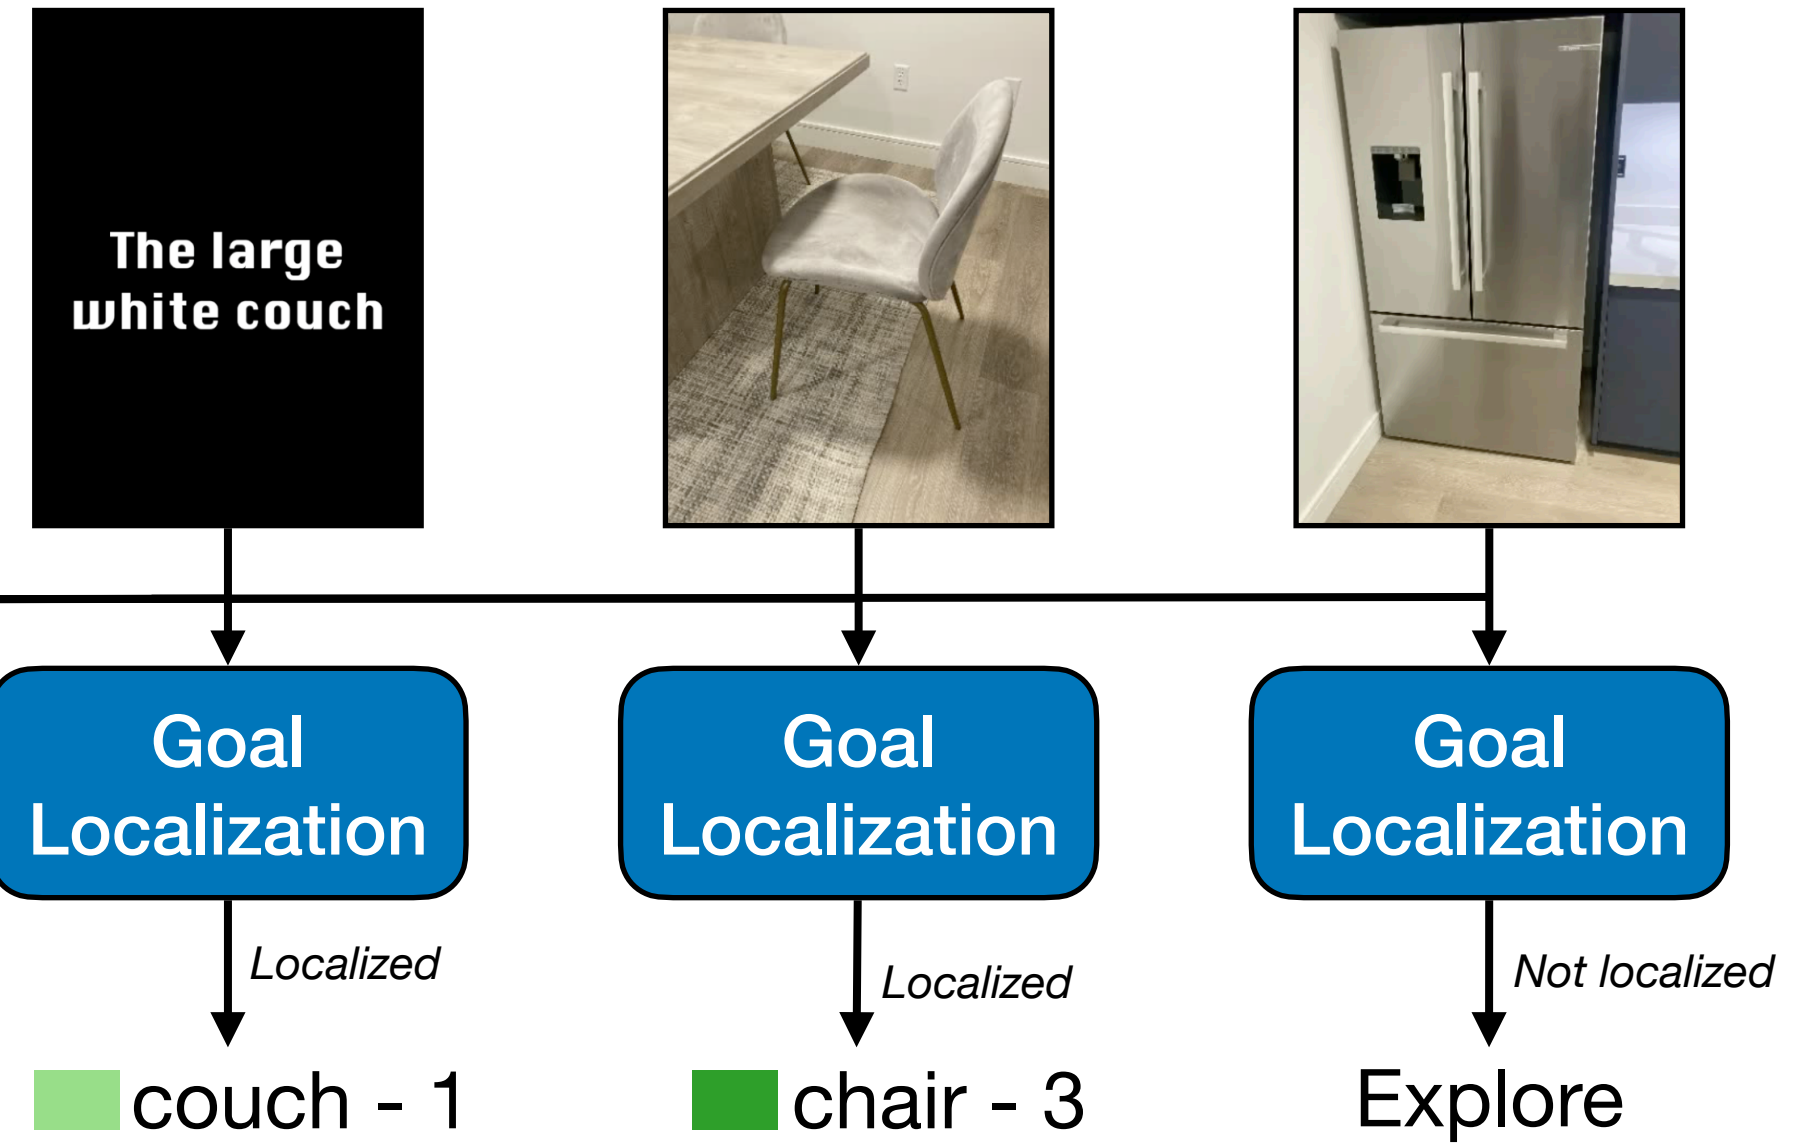 The large
white couch
Goal
Localization
Goal
Localization
Goal
Localization
Localized
Localized
Not localized
couch - 1
chair - 3
Explore